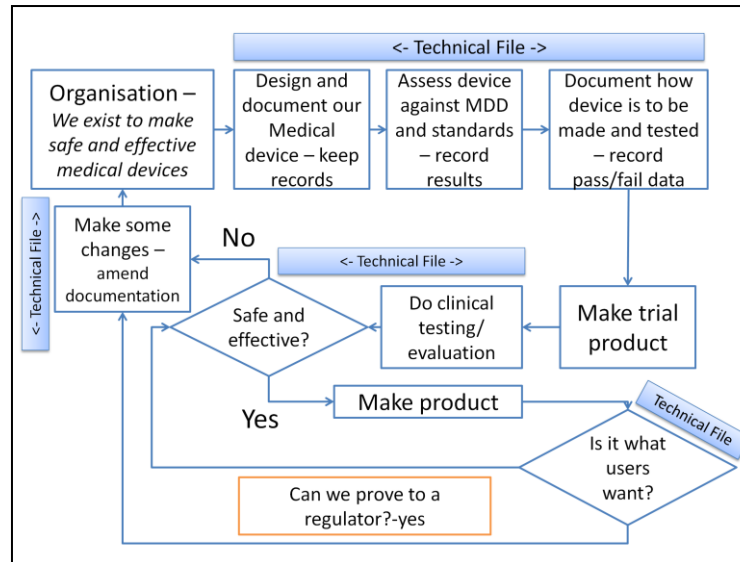 <- Technical File ->
Organisation –
We exist to make
safe and effective
medical devices
Design and
document our
Medical
device – keep
records
Assess device
against MDD
and standards
– record
results
Document how
device is to be
made and tested
– record
pass/fail data
<- Technical File ->
Make some
changes –
amend
documentation
No
<- Technical File ->
Safe and
effective?
Do clinical
testing/
evaluation
Make trial
product
Yes
Make product
Technical File
Is it what
users
want?
Can we prove to a
regulator?-yes